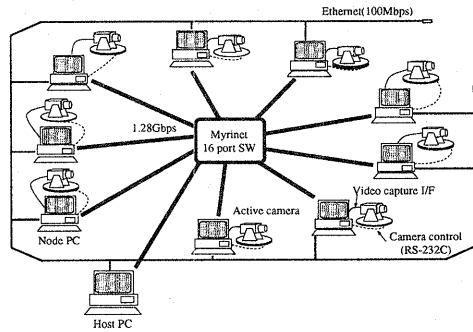 Ethernet(100Mbps)
1.28Gbps
Myrinet
16 port SW
Video capture I/F
Active camera
Node PC
Camera control
(RS-232C)
Host PC